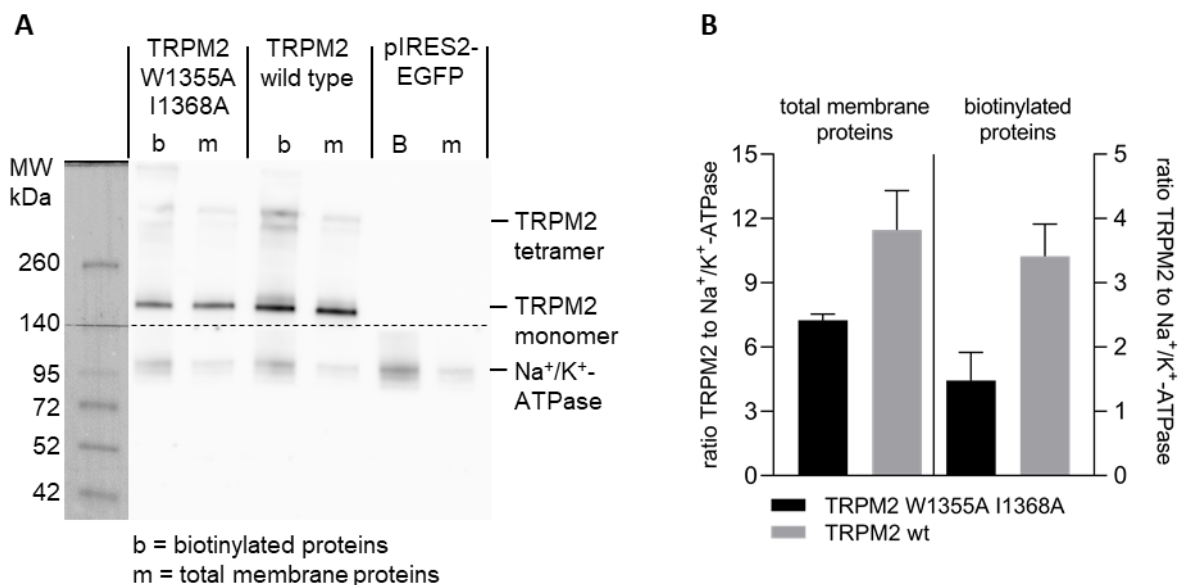 A
TRPM2
W1355A
I1368A
TRPM2
wild type
pIRES2-
EGFP
b m b m B m
MW
kDa
260
140
95
72
52
42
TRPM2
tetramer
TRPM2
monomer
Na⁺/K⁺-
ATPase
b = biotinylated proteins
m = total membrane proteins
B
total membrane
proteins
biotinylated
proteins
ratio TRPM2 to Na⁺/K⁺-ATPase
15
12
9
6
3
0
5
4
3
2
1
0
ratio TRPM2 to Na⁺/K⁺-ATPase
TRPM2 W1355A I1368A
TRPM2 wt